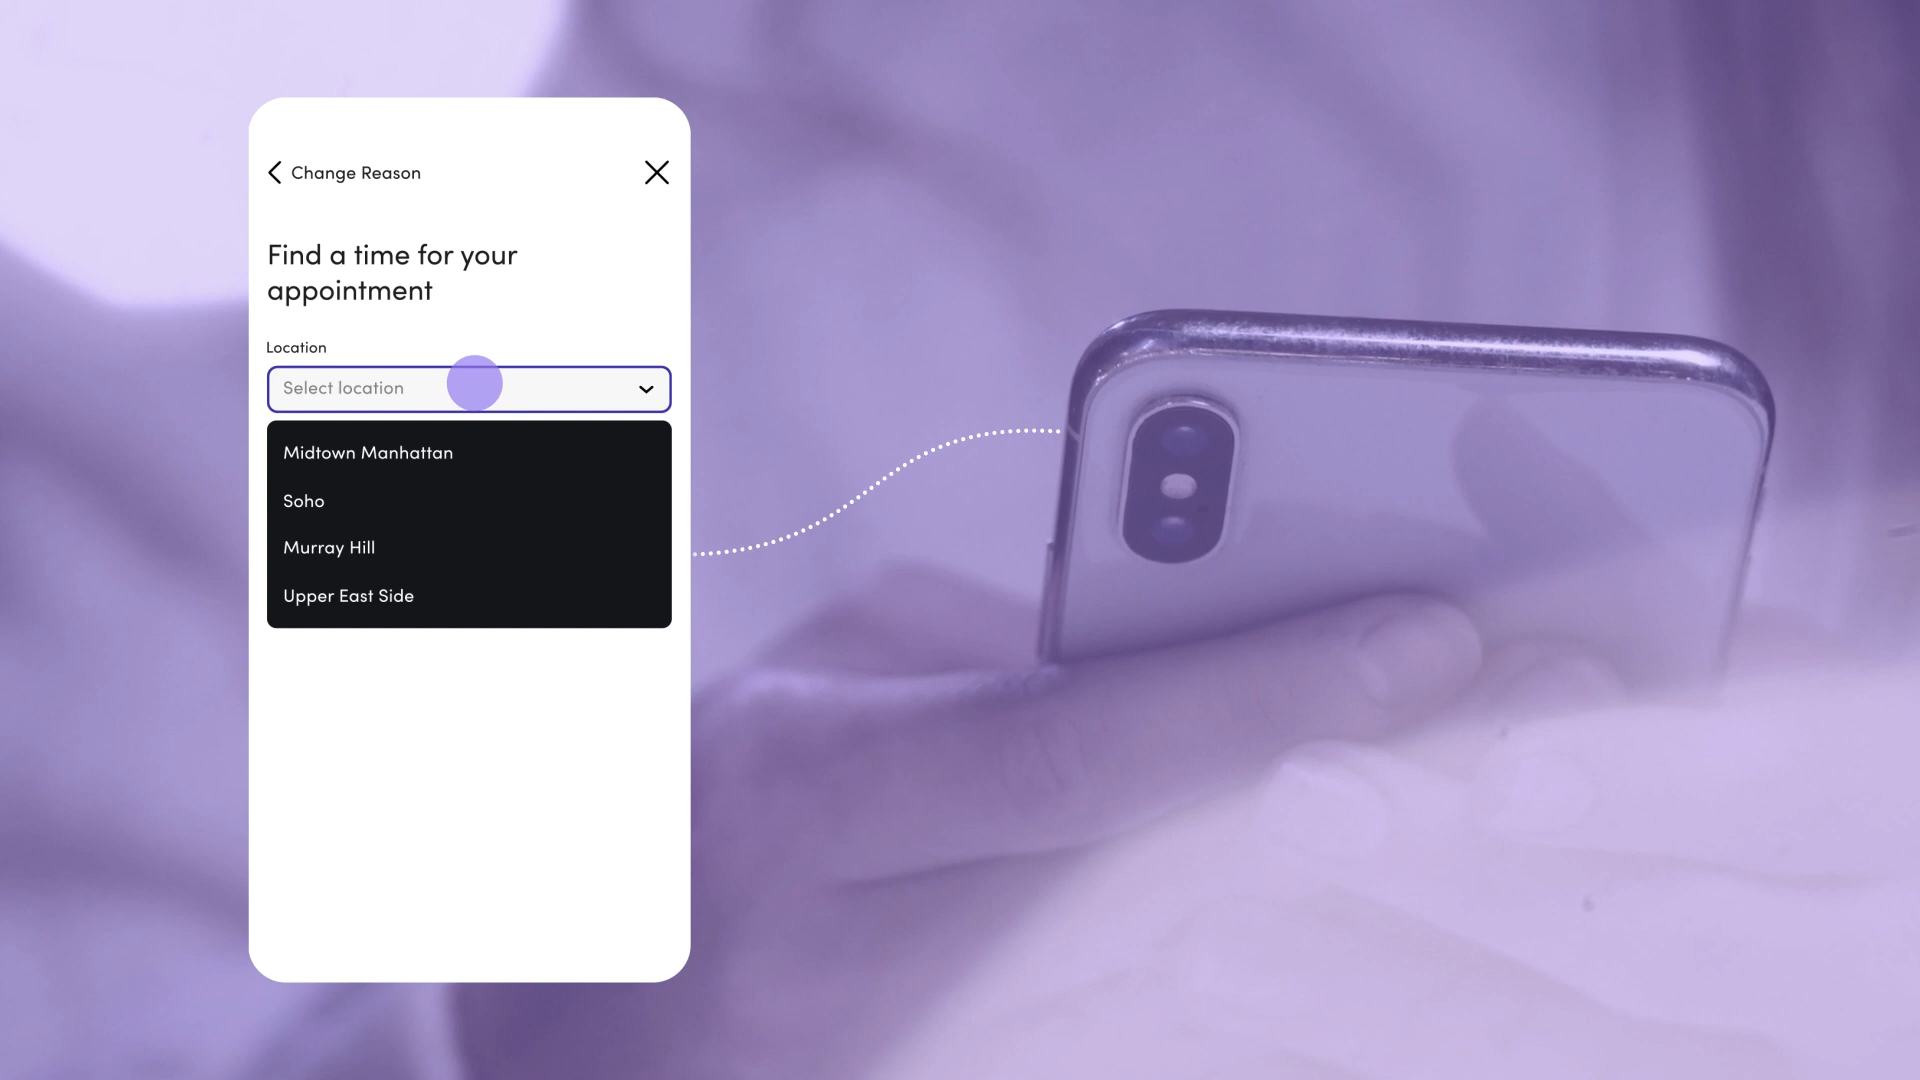 Change Reason
Find a time for your
appointment
Location
Select location
Midtown Manhattan
Soho
Murray Hill
Upper East Side